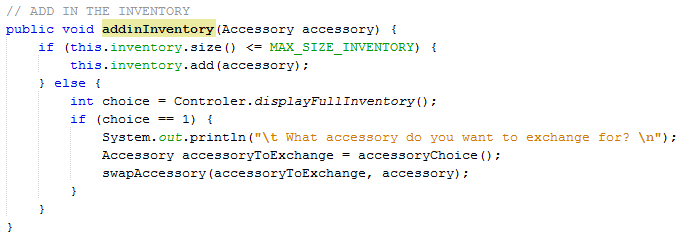 // ADD IN THE INVENTORY
public void addinInventory(Accessory accessory) {
    if (this.inventory.size() <= MAX_SIZE_INVENTORY) {
        this.inventory.add(accessory);
    } else {
        int choice = Controler.displayFullInventory();
        if (choice == 1) {
            System.out.println("\t What accessory do you want to exchange for? \n");
            Accessory accessoryToExchange = accessoryChoice();
            swapAccessory(accessoryToExchange, accessory);
        }
    }
}